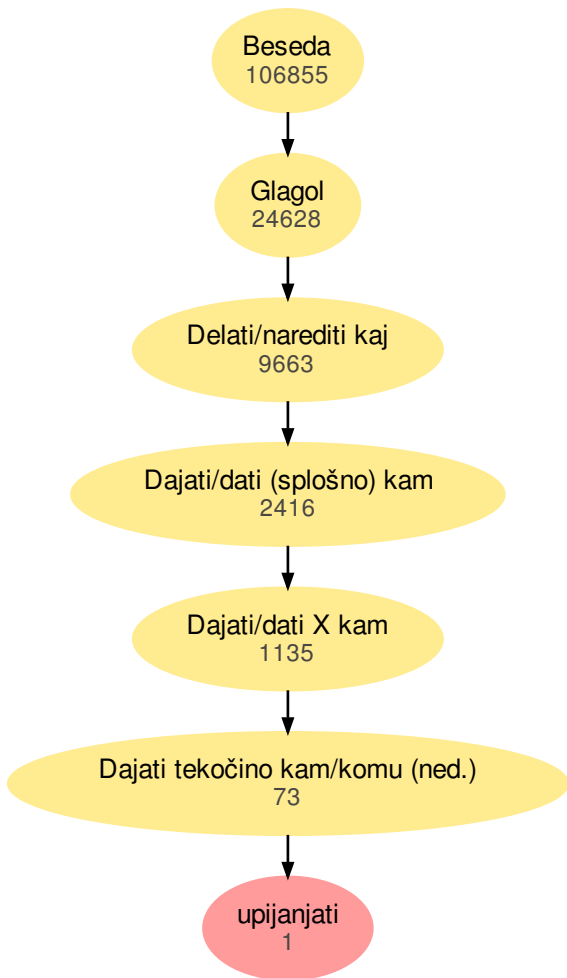 Beseda
106855
Glagol
24628
Delati/narediti kaj
9663
Dajati/dati (splošno) kam
2416
Dajati/dati X kam
1135
Dajati tekočino kam/komu (ned.)
73
upijanjati
1